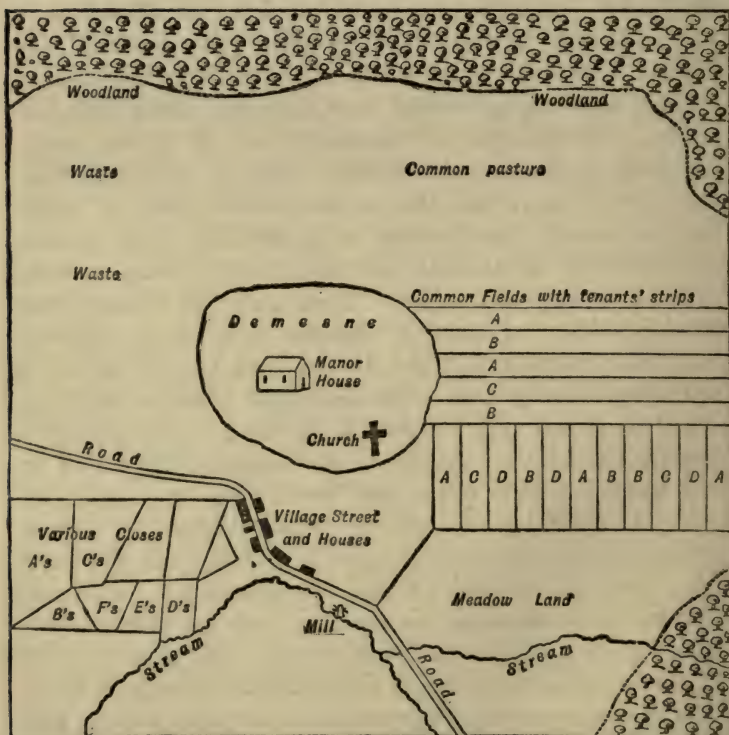 Woodland
Woodland
Waste
Common pasture
Waste
Common Fields with tenants' strips
Demesne
A
B
Manor
House
A
C
B
Church
Road
A C D B D A B B C D A
Village Street
and Houses
Various Closes
A's C's
B's F's E's D's
Meadow Land
Mill
Stream
Road
Stream